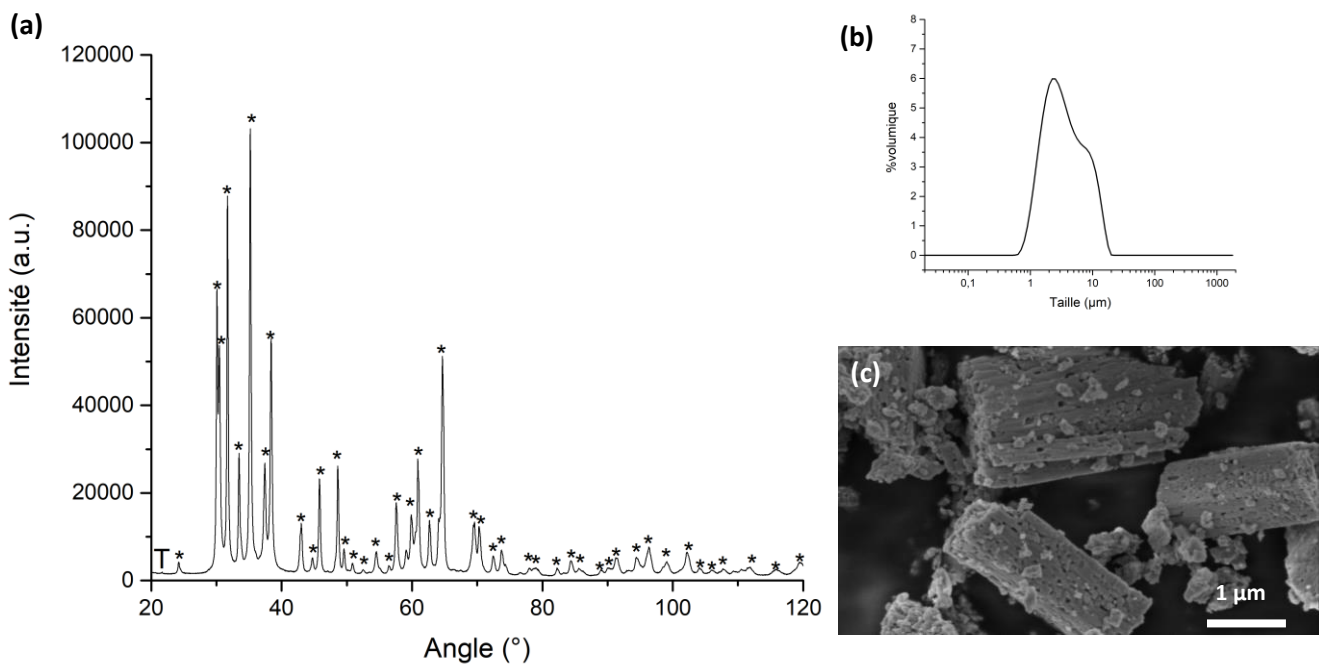 (a)
120000
100000
80000
60000
40000
20000
0
Intensité (a.u.)
* * * * * * * * * * * * * * * * * * * * * * * * * * * * * * * * * * * * * * * * * * * *
T
20 40 60 80 100 120
Angle (°)
(b)
8
7
6
5
4
3
2
1
0
%volumique
0,1 1 10 100 1000
Taille (µm)
(c)
1 µm